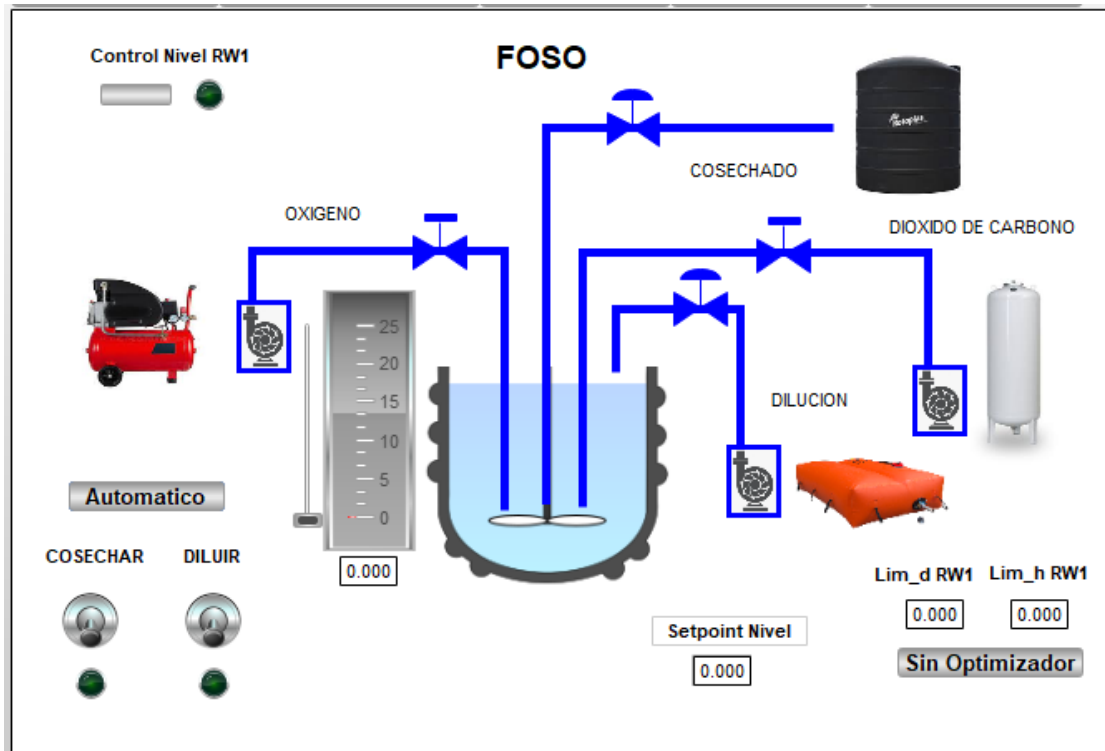 Control Nivel RW1
FOSO
COSECHADO
OXIGENO
DIOXIDO DE CARBONO
25
20
15
10
5
0
DILUCION
Automatico
COSECHAR
DILUIR
0.000
Lim_d RW1
Lim_h RW1
0.000
0.000
Setpoint Nivel
0.000
Sin Optimizador